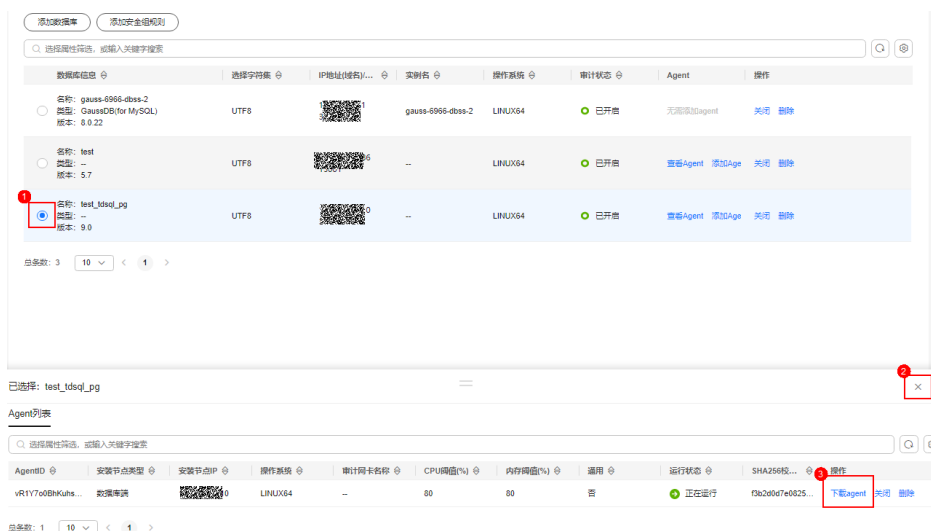 添加数据库 添加安全组规则
选择属性筛选，或输入关键字搜索
数据库信息 选择字符集 IP地址(域名)/... 实例名 操作系统 审计状态 Agent 操作
名称: gauss-6966-dbss-2
类型: GaussDB(for MySQL)
版本: 8.0.22
UTF8 gauss-6966-dbss-2 LINUX64 已开启 无需添加agent 关闭 删除
名称: test
类型: --
版本: 5.7
UTF8 -- LINUX64 已开启 查看Agent 添加Age 关闭 删除
1
名称: test_tdsql_pg
类型: --
版本: 9.0
UTF8 -- LINUX64 已开启 查看Agent 添加Age 关闭 删除
总条数: 3 10 1
2
已选择: test_tdsql_pg
Agent列表
选择属性筛选，或输入关键字搜索
AgentID 安装节点类型 安装节点IP 操作系统 审计网卡名称 CPU阈值(%) 内存阈值(%) 通用 运行状态 SHA256校... 操作
3
vR1Y7o0BhKuhs... 数据库端 LINUX64 -- 80 80 否 正在运行 f3b2d0d7e0825... 下载agent 关闭 删除
总条数: 1 10 1